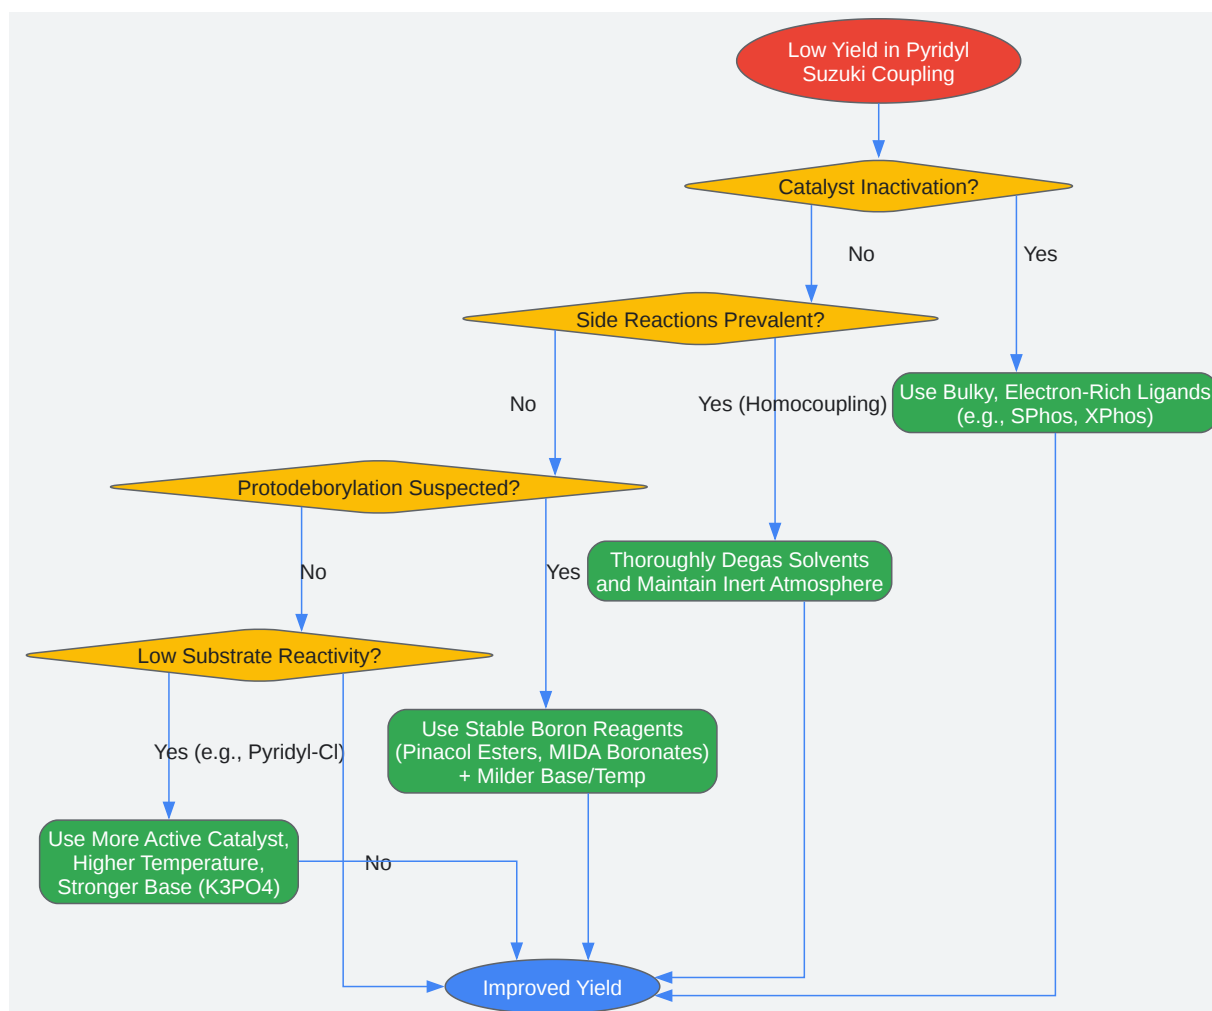 Low Yield in Pyridyl
Suzuki Coupling
Catalyst Inactivation?
No
Yes
Side Reactions Prevalent?
No
Yes (Homocoupling)
Use Bulky, Electron-Rich Ligands
(e.g., SPhos, XPhos)
Protodeborylation Suspected?
No
Yes
Thoroughly Degas Solvents
and Maintain Inert Atmosphere
Low Substrate Reactivity?
Yes (e.g., Pyridyl-Cl)
Use Stable Boron Reagents
(Pinacol Esters, MIDA Boronates)
+ Milder Base/Temp
Use More Active Catalyst,
Higher Temperature,
Stronger Base (K3PO4)
No
Improved Yield